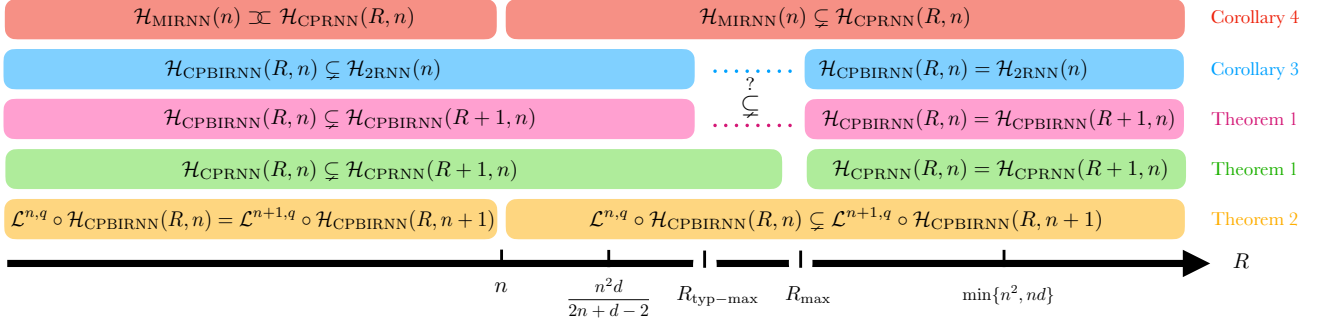 ℋ_MIRNN(n) ⫘ ℋ_CPRNN(R, n) ℋ_MIRNN(n) ⊊ ℋ_CPRNN(R, n) Corollary 4
ℋ_CPBIRNN(R, n) ⊊ ℋ_2RNN(n) ....... ℋ_CPBIRNN(R, n) = ℋ_2RNN(n) Corollary 3
?
⊊
ℋ_CPBIRNN(R, n) ⊊ ℋ_CPBIRNN(R + 1, n) ....... ℋ_CPBIRNN(R, n) = ℋ_CPBIRNN(R + 1, n) Theorem 1
ℋ_CPRNN(R, n) ⊊ ℋ_CPRNN(R + 1, n) ℋ_CPRNN(R, n) = ℋ_CPRNN(R + 1, n) Theorem 1
ℒ^{n,q} ∘ ℋ_CPBIRNN(R, n) = ℒ^{n+1,q} ∘ ℋ_CPBIRNN(R, n + 1) ℒ^{n,q} ∘ ℋ_CPBIRNN(R, n) ⊊ ℒ^{n+1,q} ∘ ℋ_CPBIRNN(R, n + 1) Theorem 2
R
n n²d / (2n + d − 2) R_{typ−max} R_max min{n², nd}